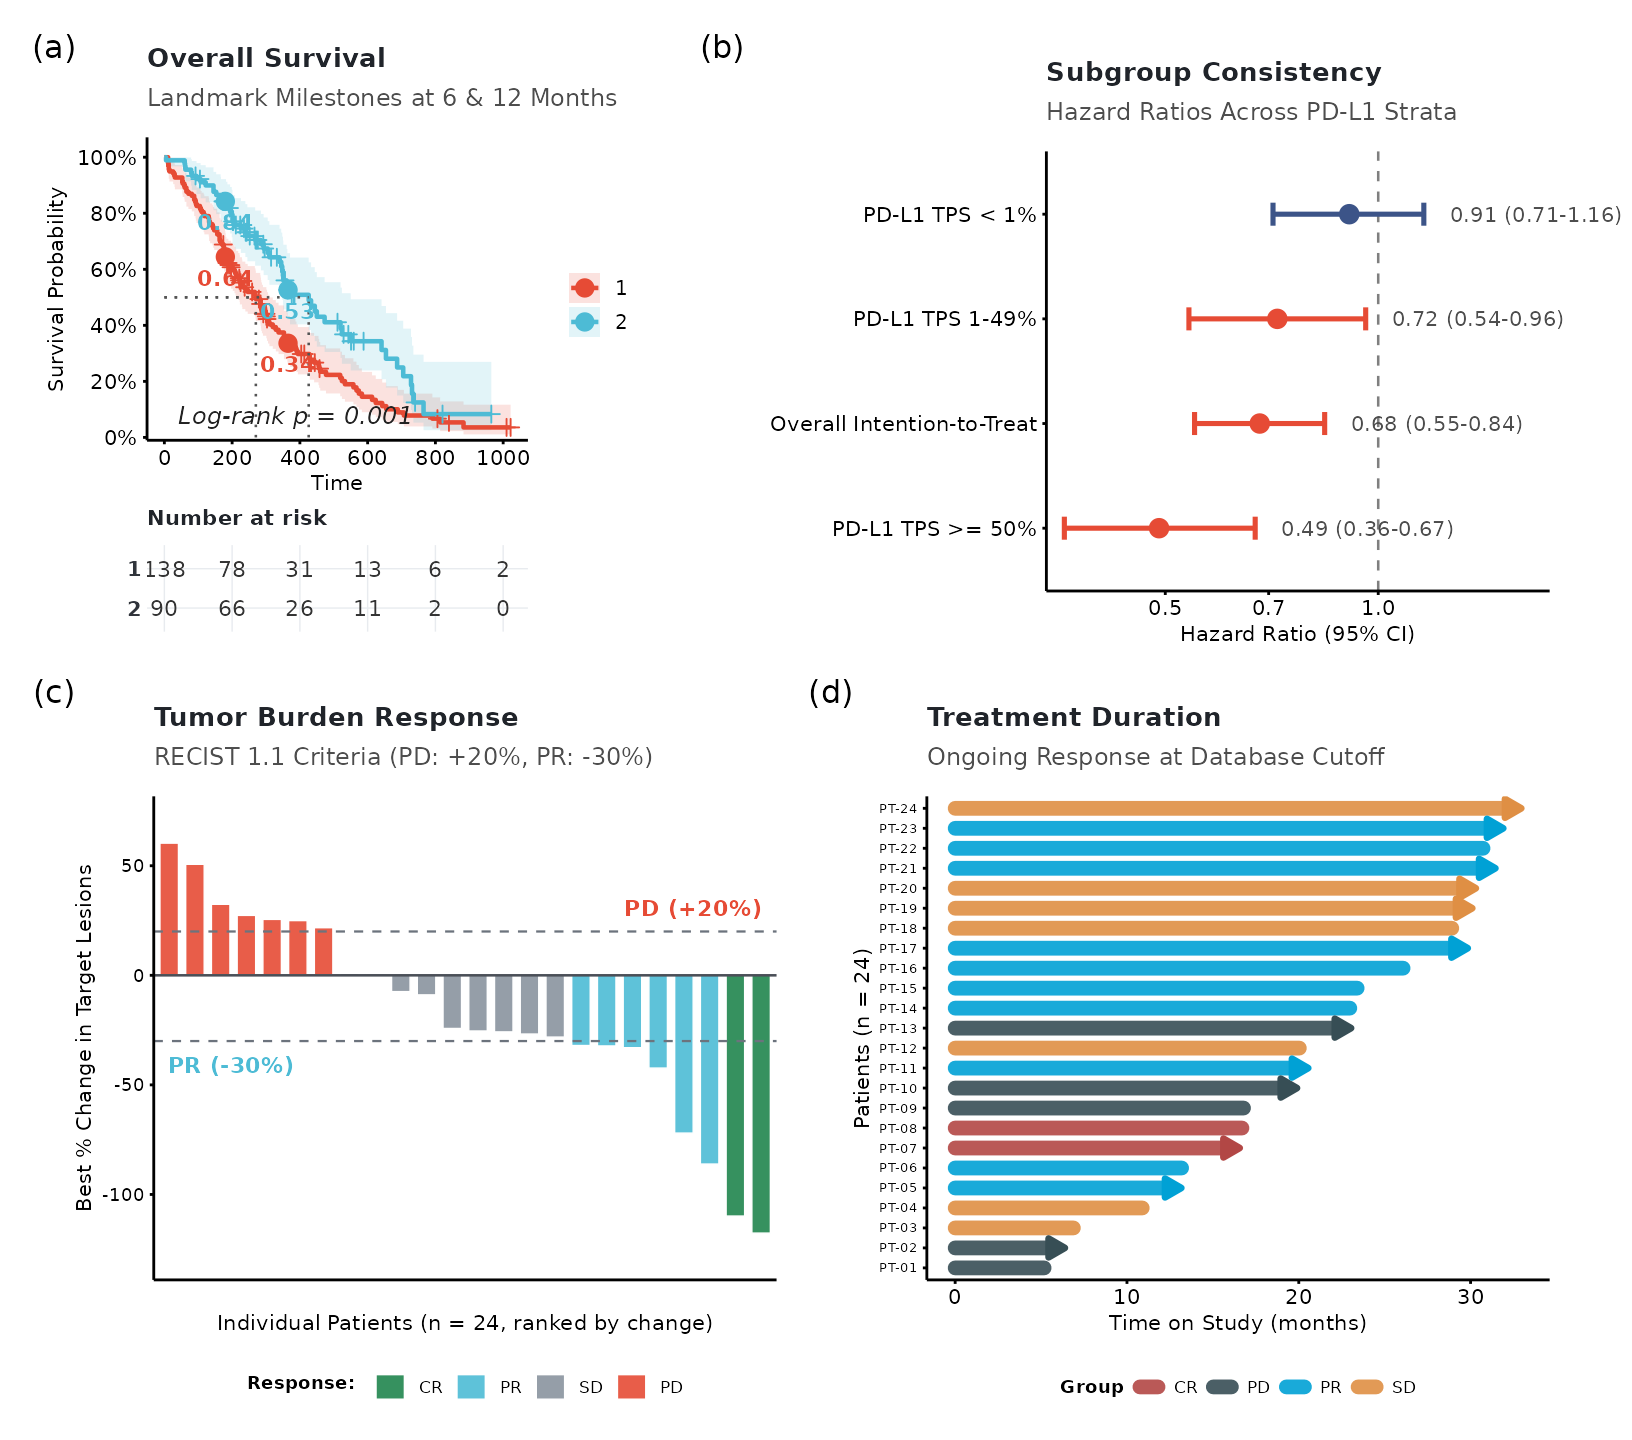 (a)
Overall Survival
Landmark Milestones at 6 & 12 Months
Survival Probability
100%
80%
60%
40%
20%
0%
0.84
0.64
0.53
0.34
Log-rank p = 0.001
0 200 400 600 800 1000
Time
1
2
Number at risk
1 138 78 31 13 6 2
2 90 66 26 11 2 0
(b)
Subgroup Consistency
Hazard Ratios Across PD-L1 Strata
PD-L1 TPS < 1% 0.91 (0.71-1.16)
PD-L1 TPS 1-49% 0.72 (0.54-0.96)
Overall Intention-to-Treat 0.68 (0.55-0.84)
PD-L1 TPS >= 50% 0.49 (0.36-0.67)
0.5 0.7 1.0
Hazard Ratio (95% CI)
(c)
Tumor Burden Response
RECIST 1.1 Criteria (PD: +20%, PR: -30%)
Best % Change in Target Lesions
50
0
-50
-100
PD (+20%)
PR (-30%)
Individual Patients (n = 24, ranked by change)
Response: CR PR SD PD
(d)
Treatment Duration
Ongoing Response at Database Cutoff
Patients (n = 24)
PT-24
PT-23
PT-22
PT-21
PT-20
PT-19
PT-18
PT-17
PT-16
PT-15
PT-14
PT-13
PT-12
PT-11
PT-10
PT-09
PT-08
PT-07
PT-06
PT-05
PT-04
PT-03
PT-02
PT-01
0 10 20 30
Time on Study (months)
Group CR PD PR SD